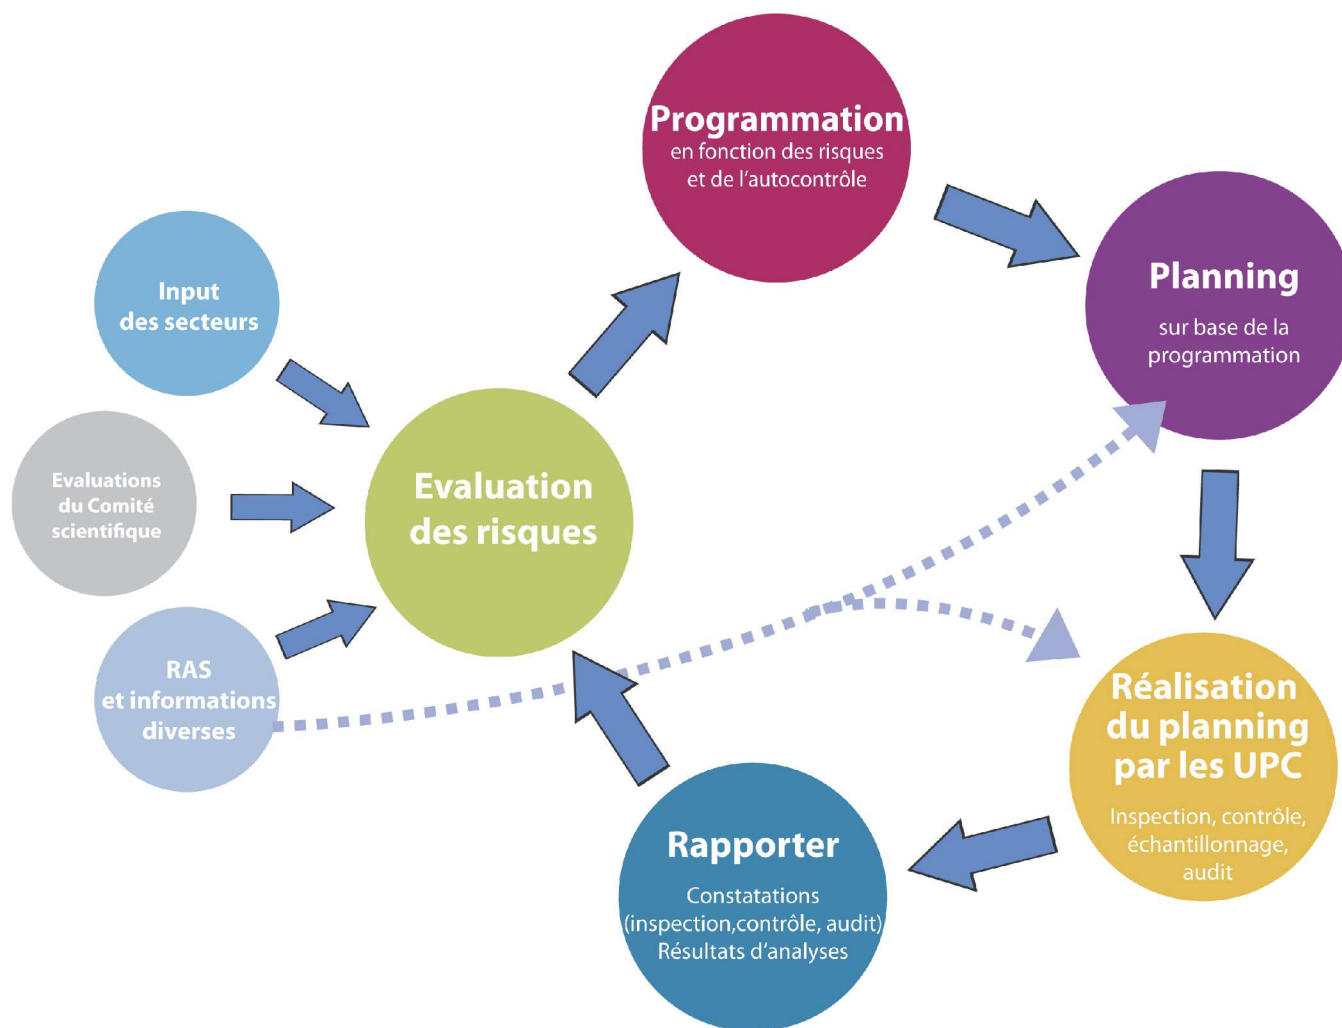 Programmation
en fonction des risques
et de l'autocontrôle
Planning
sur base de la
programmation
Input
des secteurs
Evaluations
du Comité
scientifique
Evaluation
des risques
RAS
et informations
diverses
Réalisation
du planning
par les UPC
Inspection, contrôle,
échantillonnage,
audit
Rapporter
Constatations
(inspection,contrôle, audit)
Résultats d'analyses